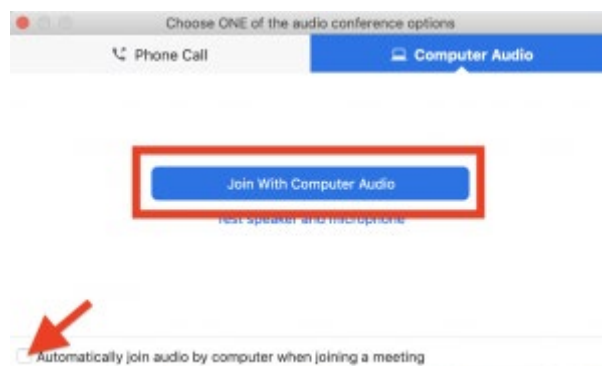 Choose ONE of the audio conference options
Phone Call
Computer Audio
Join With Computer Audio
Test speaker and microphone
Automatically join audio by computer when joining a meeting